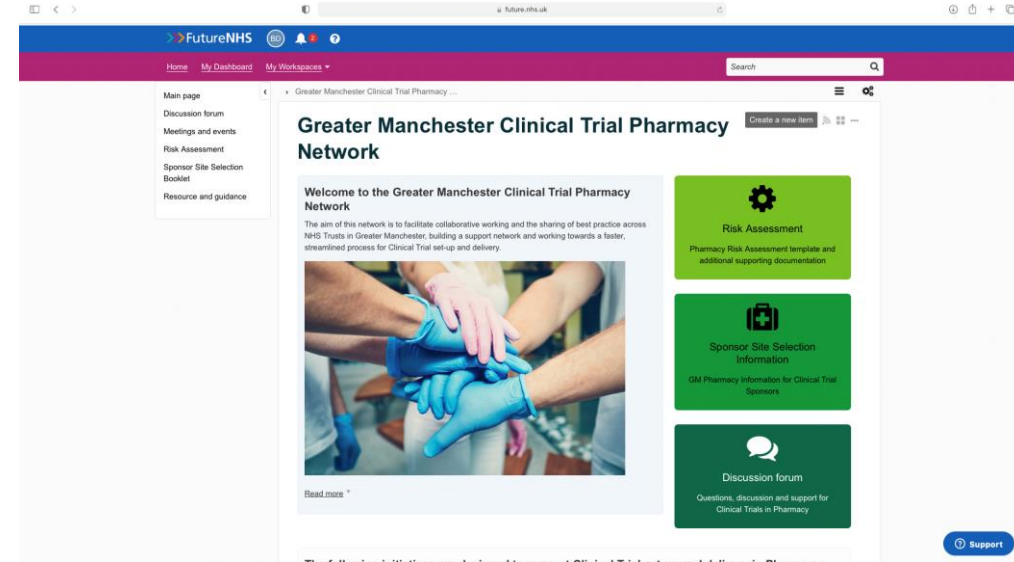 future.nhs.uk
FutureNHS
BD
2
Home
My Dashboard
My Workspaces
Search
Main page
Discussion forum
Meetings and events
Risk Assessment
Sponsor Site Selection
Booklet
Resource and guidance
Greater Manchester Clinical Trial Pharmacy ...
Greater Manchester Clinical Trial Pharmacy
Network
Create a new item
Welcome to the Greater Manchester Clinical Trial Pharmacy
Network
The aim of this network is to facilitate collaborative working and the sharing of best practice across
NHS Trusts in Greater Manchester, building a support network and working towards a faster,
streamlined process for Clinical Trial set-up and delivery.
Read more
Risk Assessment
Pharmacy Risk Assessment template and
additional supporting documentation
Sponsor Site Selection
Information
GM Pharmacy Information for Clinical Trial
Sponsors
Discussion forum
Questions, discussion and support for
Clinical Trials in Pharmacy
Support